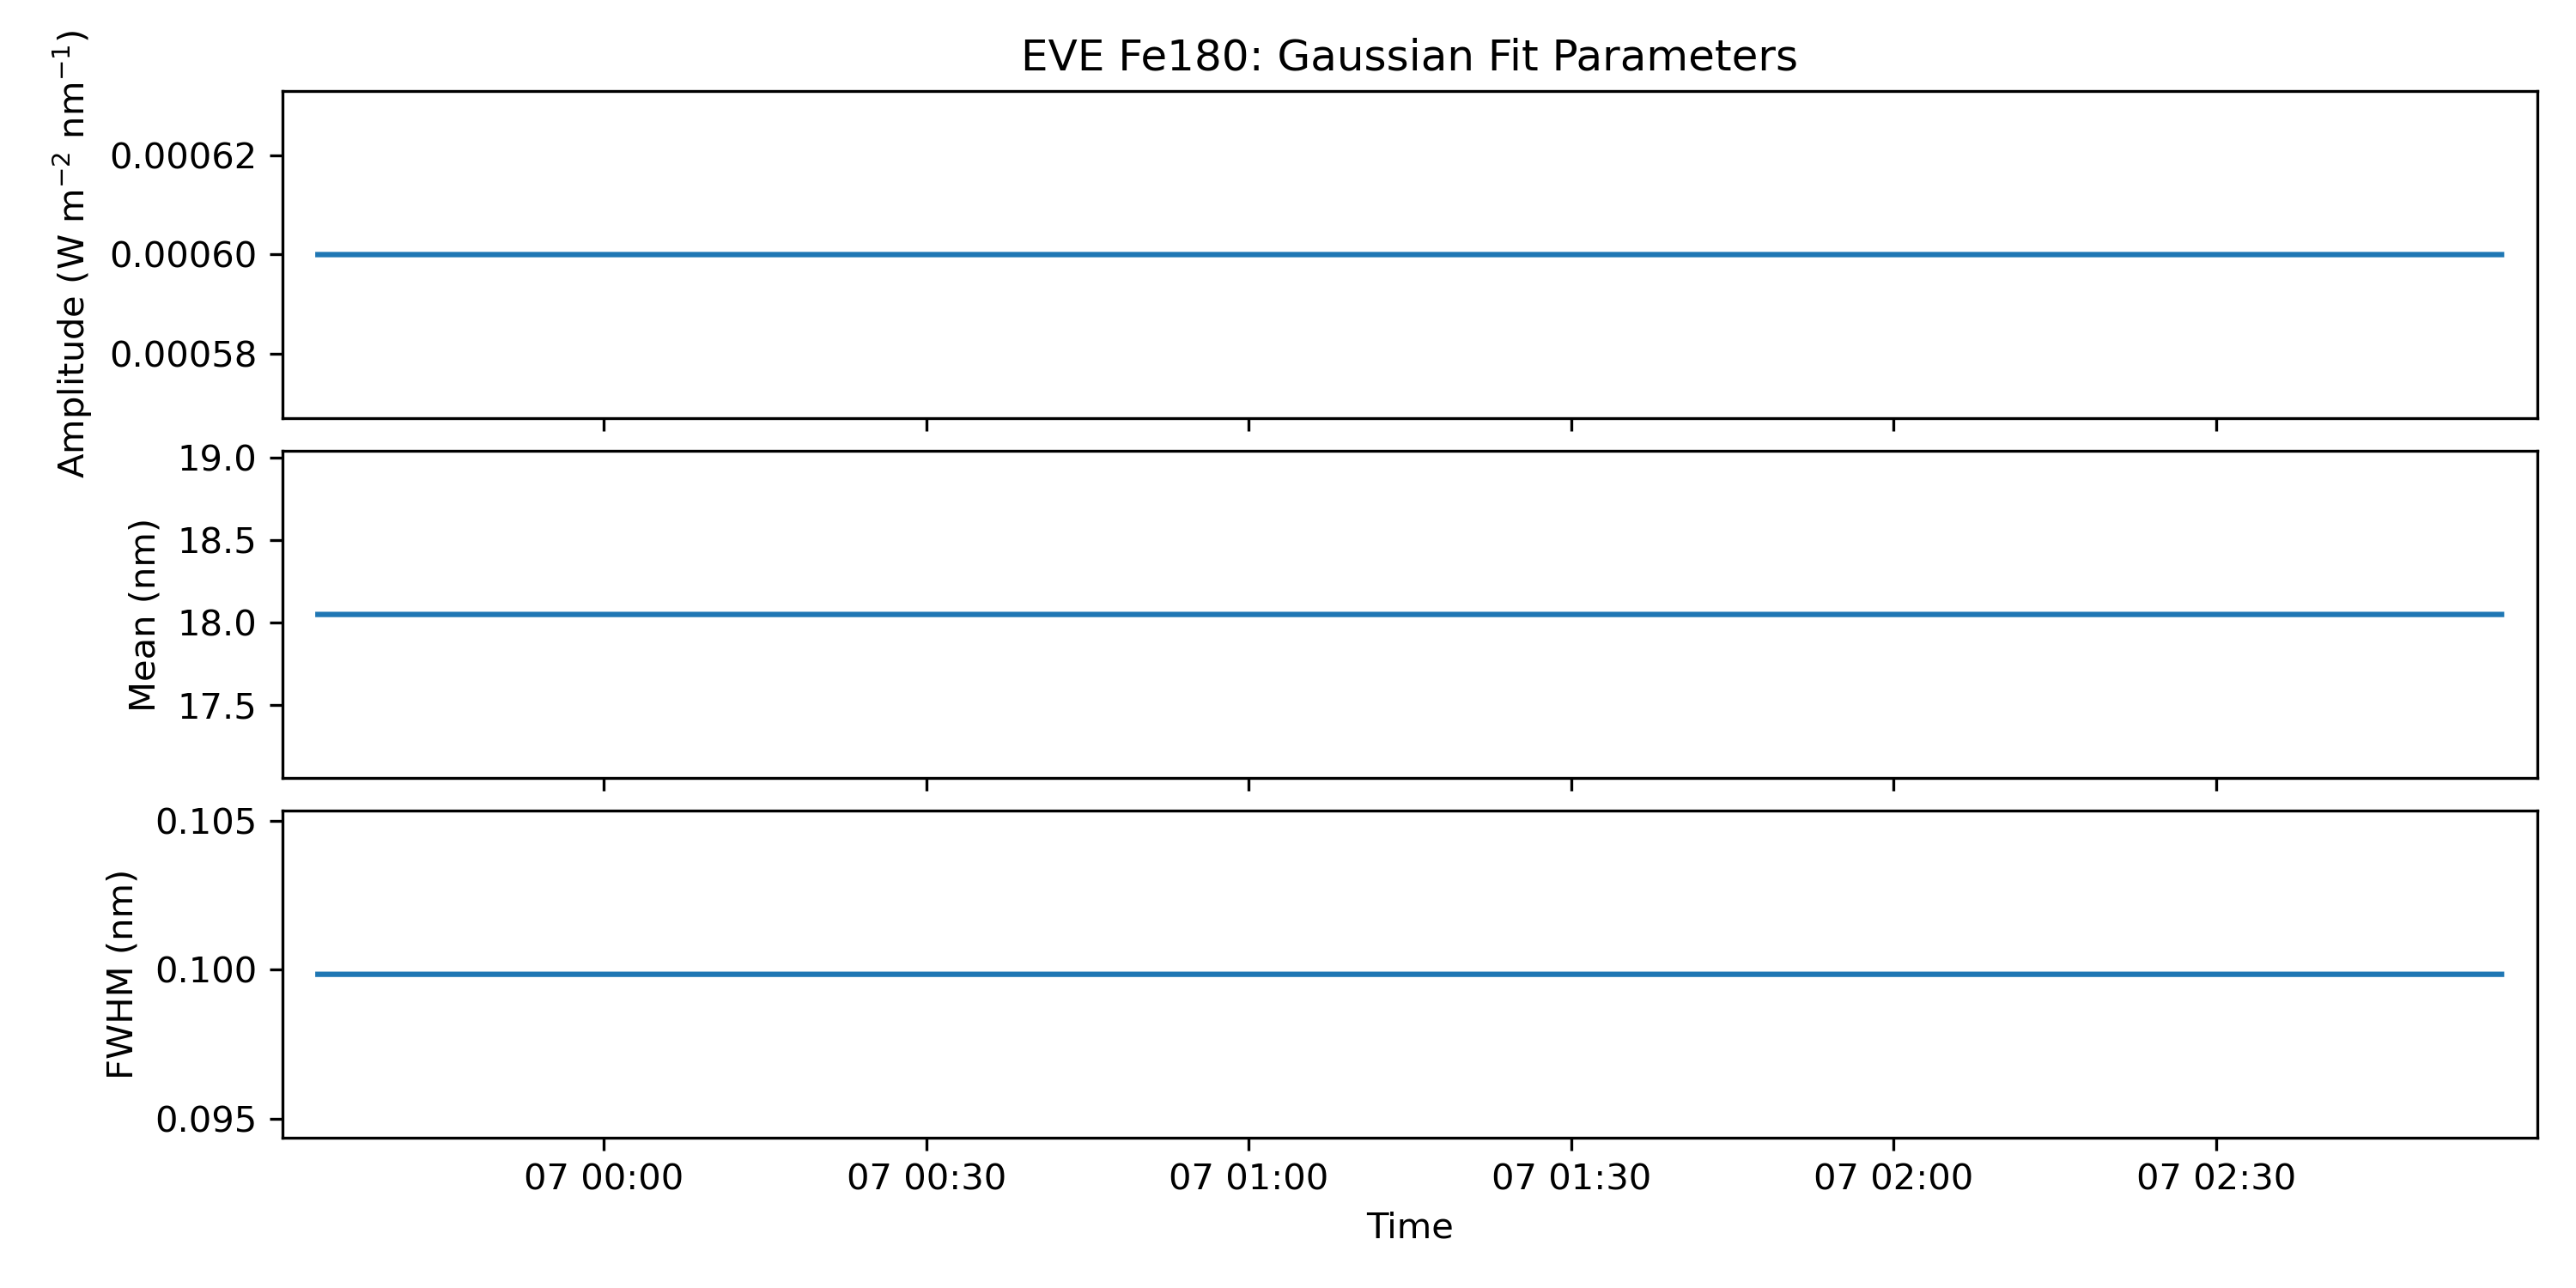 EVE Fe180: Gaussian Fit Parameters
Amplitude (W m⁻² nm⁻¹)
0.00062
0.00060
0.00058
Mean (nm)
19.0
18.5
18.0
17.5
FWHM (nm)
0.105
0.100
0.095
07 00:00 07 00:30 07 01:00 07 01:30 07 02:00 07 02:30
Time